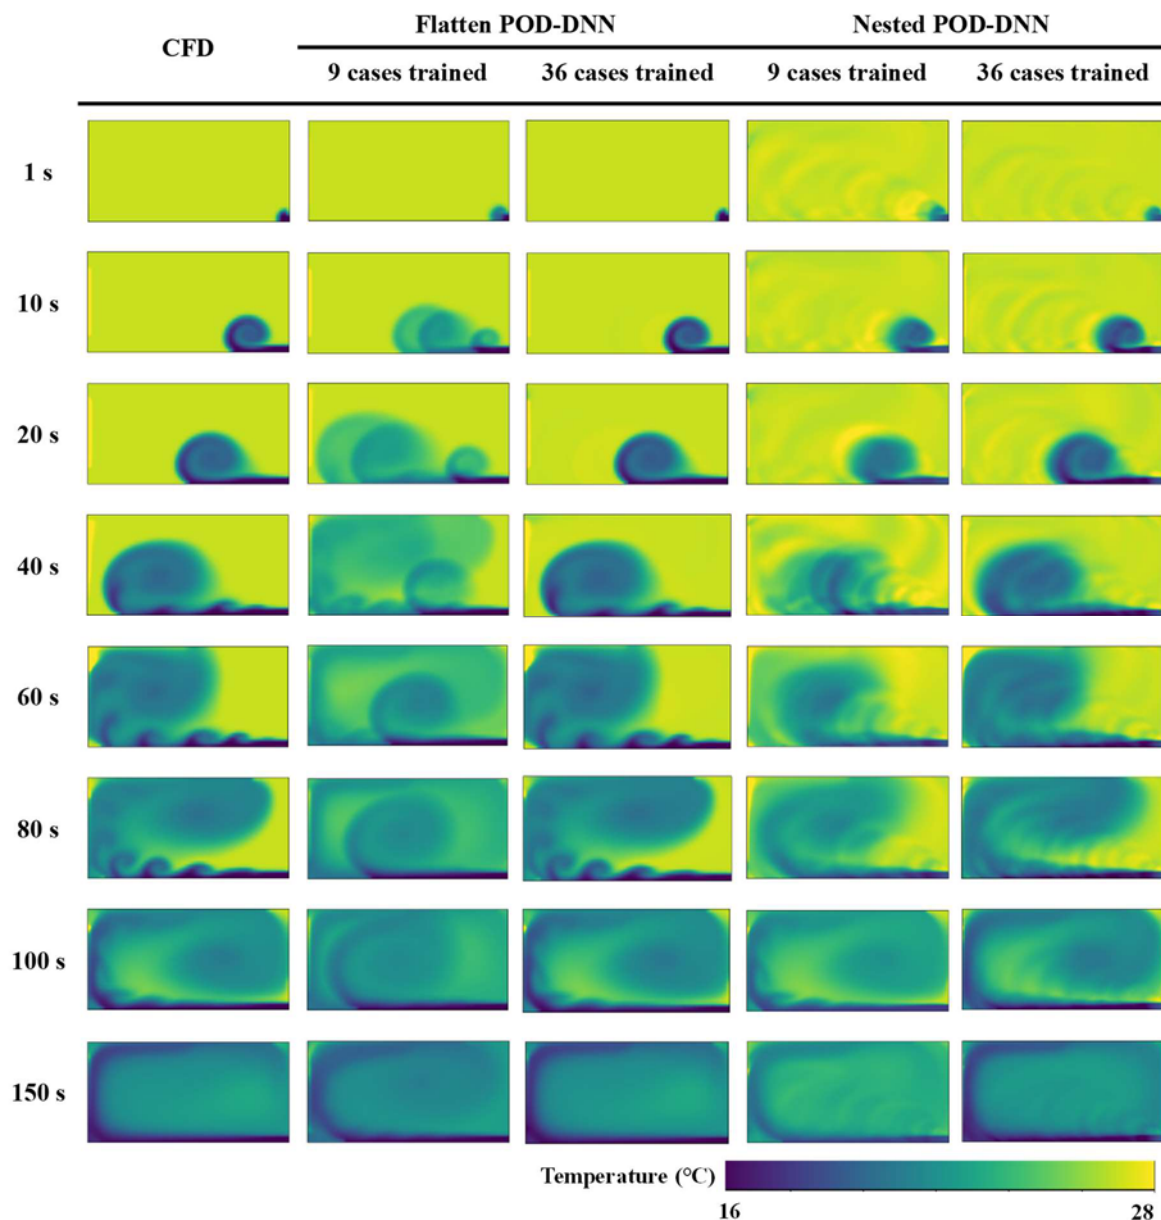 CFD
Flatten POD-DNN
Nested POD-DNN
9 cases trained
36 cases trained
9 cases trained
36 cases trained
1 s
10 s
20 s
40 s
60 s
80 s
100 s
150 s
Temperature (°C)
16
28